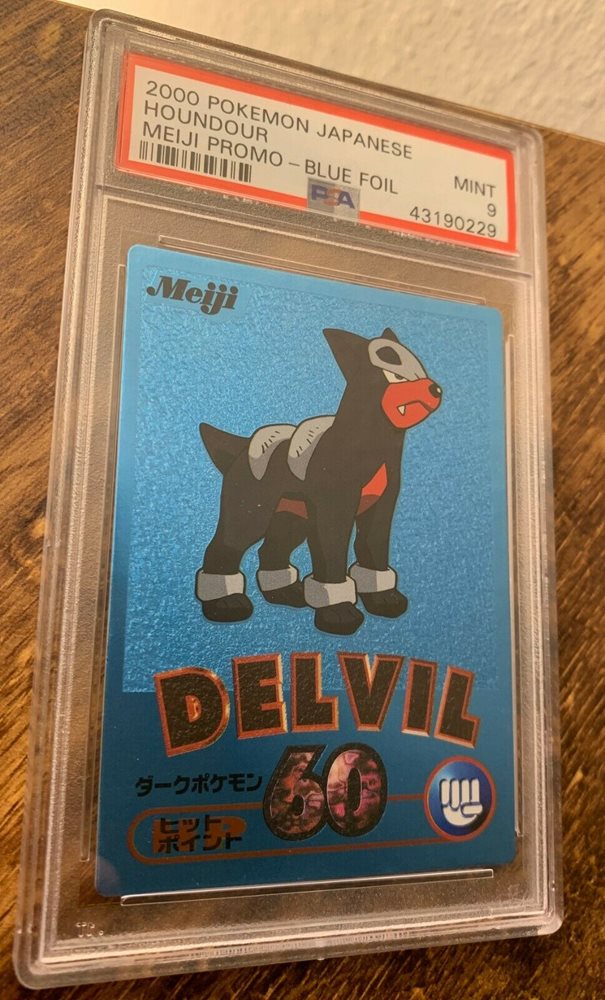 2000 POKEMON JAPANESE
HOUNDOUR
MEIJI PROMO - BLUE FOIL
MINT
9
PSA
43190229
Meiji
DELVIL
ダークポケモン
60
ヒット
ポイント